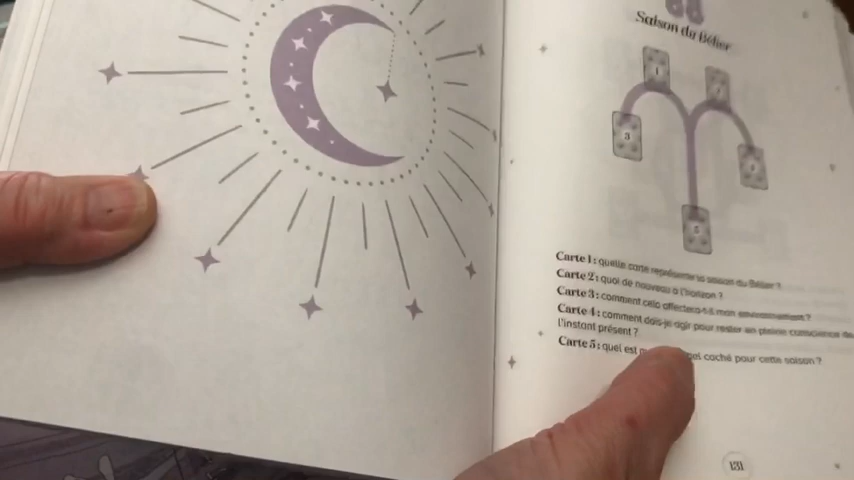 Saison du Bélier
1
3
5
Carte 1 : quelle carte représente la saison du Bélier ?
Carte 2 : quoi de nouveau à l'horizon ?
Carte 3 : comment cela affectera-t-il mon environnement ?
Carte 4 : comment dois-je agir pour rester en pleine conscience de
l'instant présent ?
Carte 5 : quel est caché pour cette saison ?
131